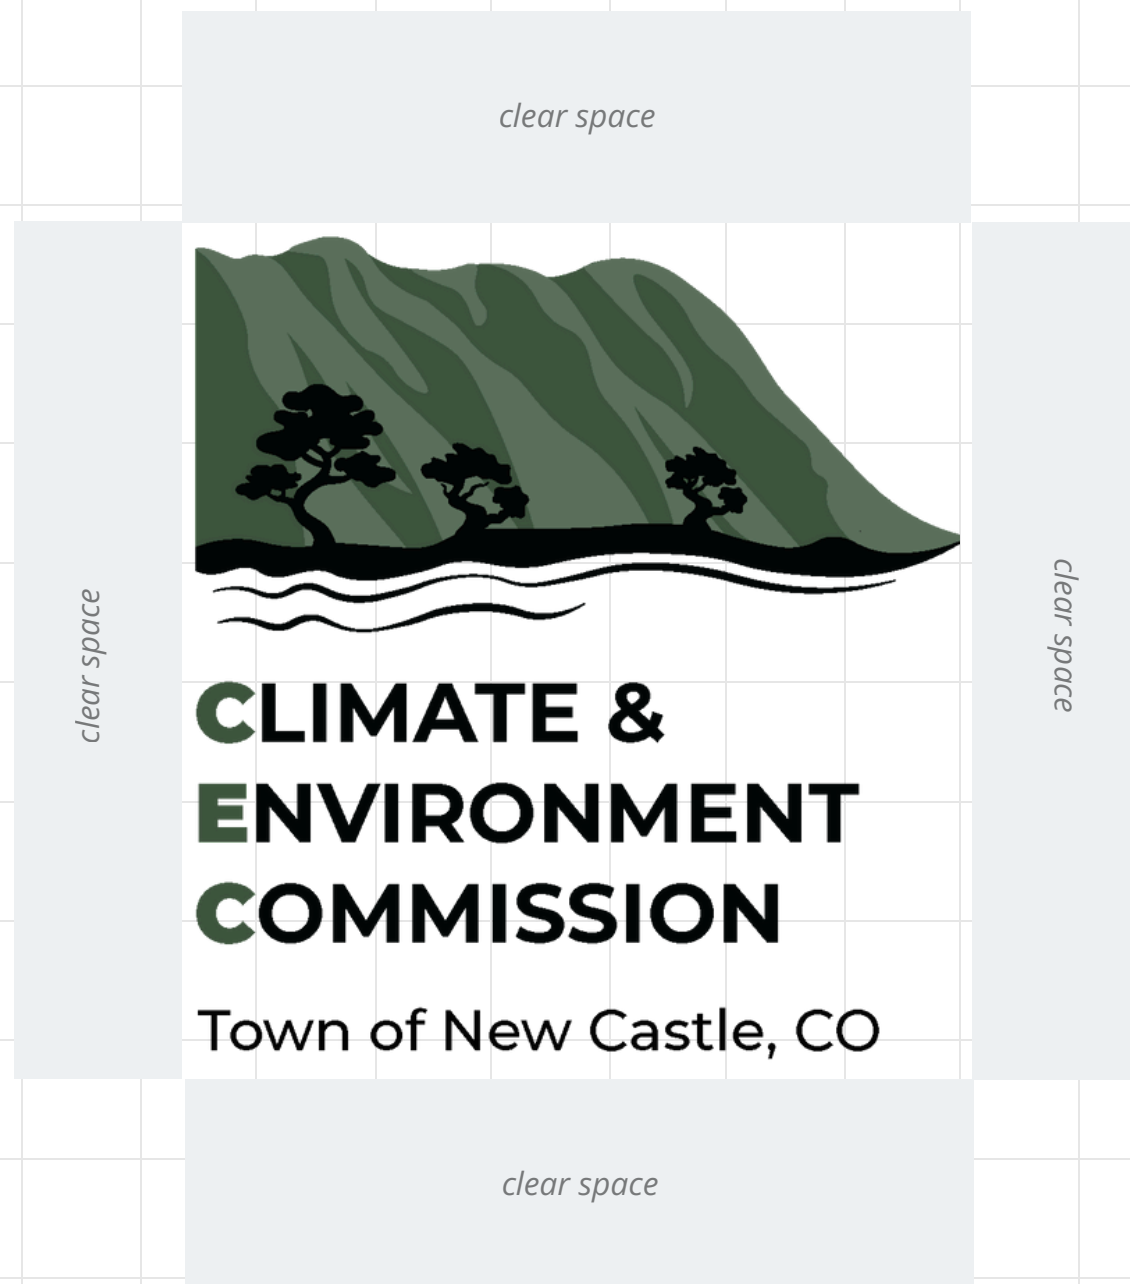 clear space
clear space
clear space
CLIMATE &
ENVIRONMENT
COMMISSION
Town of New Castle, CO
clear space